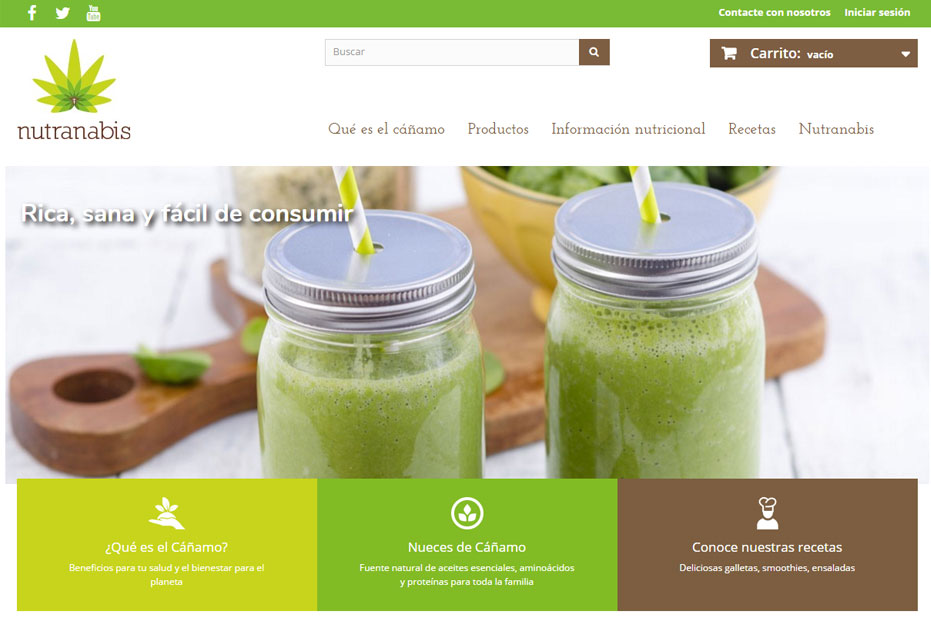 You Tube
Contacte con nosotros Iniciar sesión
nutranabis
Buscar
Carrito: vacío
Qué es el cáñamo Productos Información nutricional Recetas Nutranabis
Rica, sana y fácil de consumir
¿Qué es el Cáñamo?
Beneficios para tu salud y el bienestar para el
planeta
Nueces de Cáñamo
Fuente natural de aceites esenciales, aminoácidos
y proteínas para toda la familia
Conoce nuestras recetas
Deliciosas galletas, smoothies, ensaladas